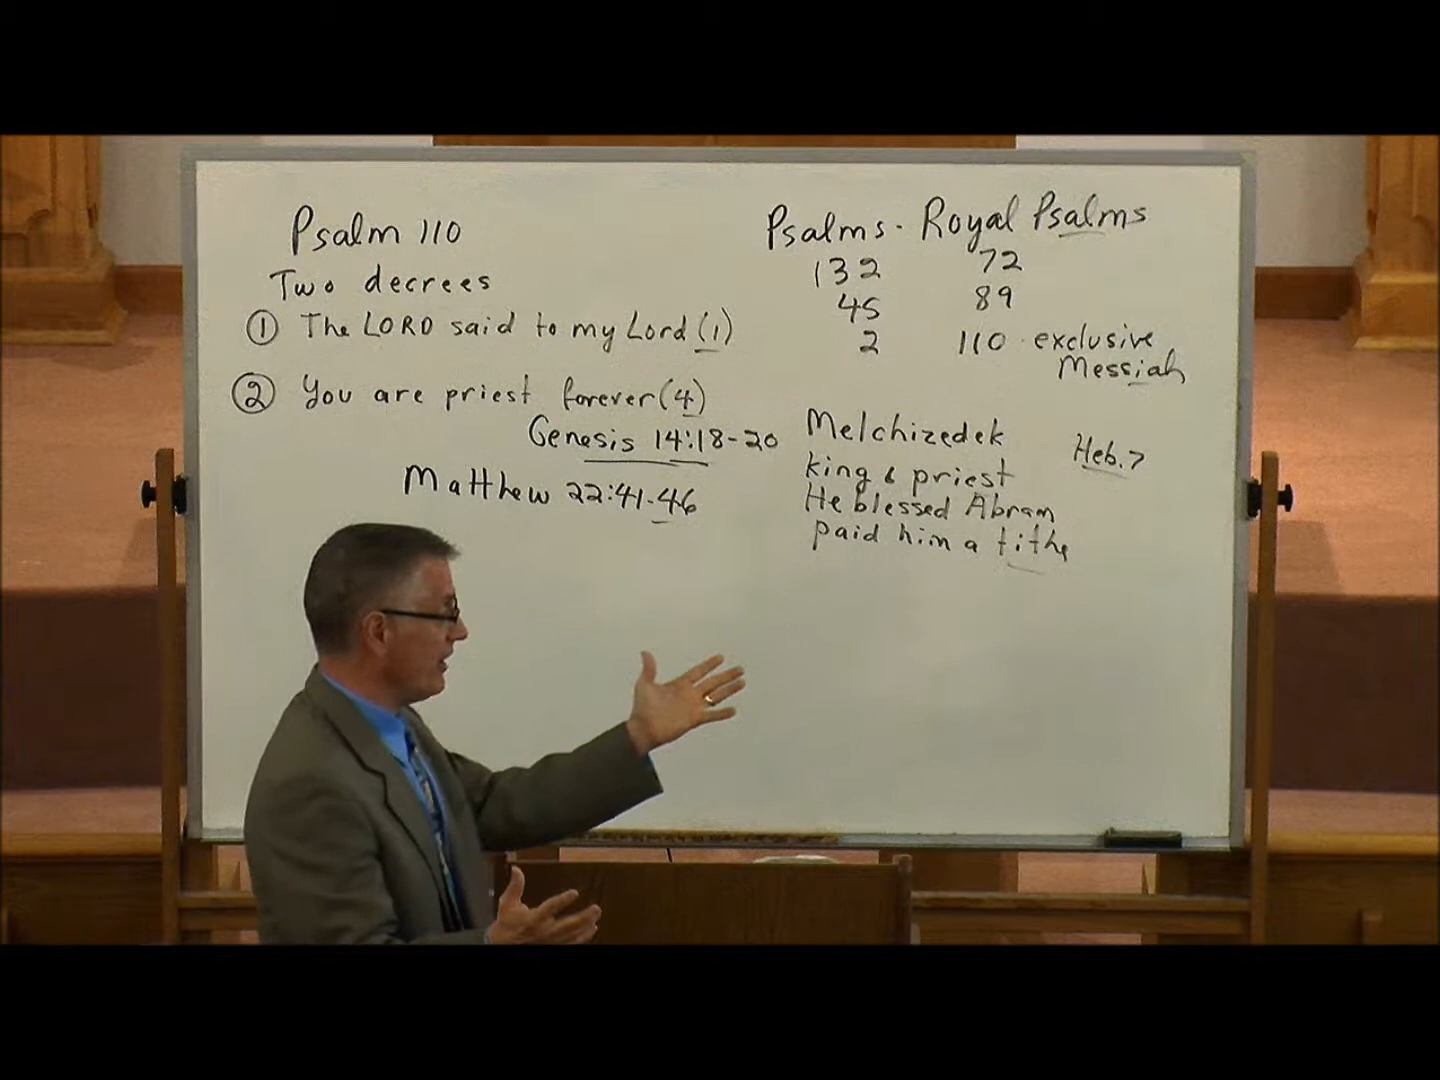 Psalm 110
Two decrees
① The LORD said to my Lord (1)
② You are priest forever (4)
Genesis 14:18-20
Matthew 22:41-46
Psalms - Royal Psalms
132 72
45 89
2 110 - exclusive
Messiah
Melchizedek
king & priest
He blessed Abram
paid him a tithe
Heb. 7